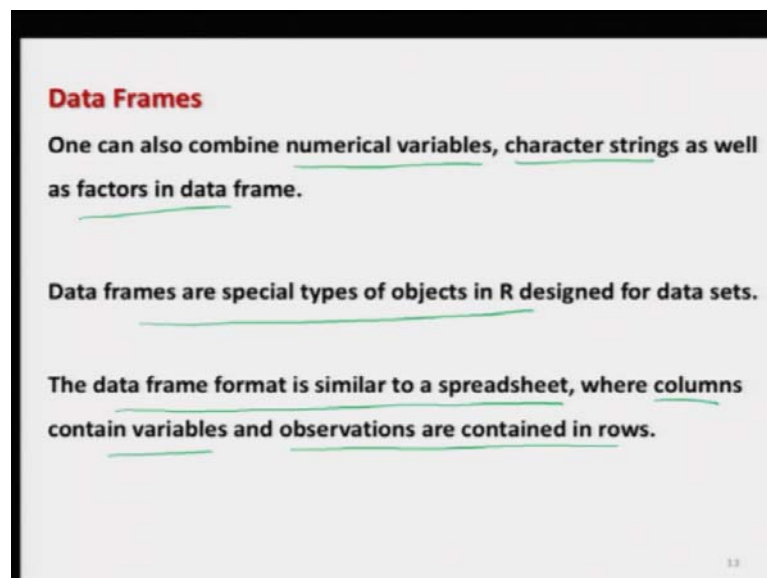 Data Frames
One can also combine numerical variables, character strings as well
as factors in data frame.
Data frames are special types of objects in R designed for data sets.
The data frame format is similar to a spreadsheet, where columns
contain variables and observations are contained in rows.
13